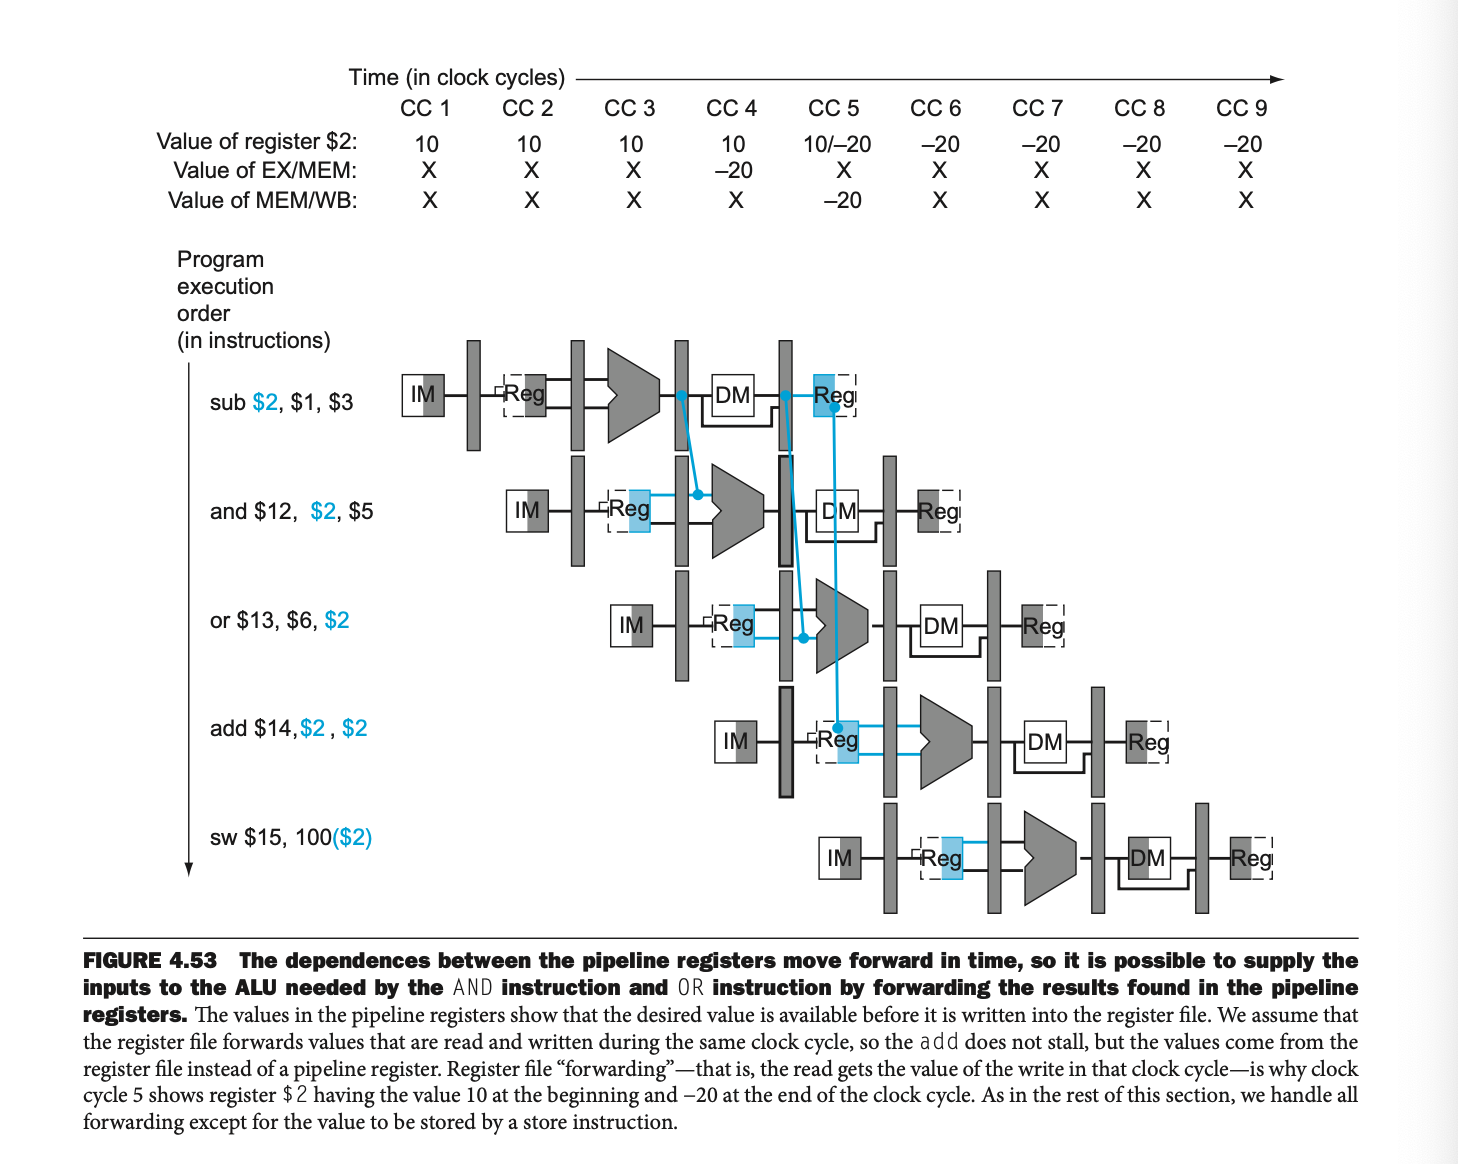 Time (in clock cycles)
CC 1 CC 2 CC 3 CC 4 CC 5 CC 6 CC 7 CC 8 CC 9
Value of register $2: 10 10 10 10 10/–20 –20 –20 –20 –20
Value of EX/MEM: X X X –20 X X X X X
Value of MEM/WB: X X X X –20 X X X X
Program
execution
order
(in instructions)
sub $2, $1, $3
IM Reg DM Reg
and $12, $2, $5
IM Reg DM Reg
or $13, $6, $2
IM Reg DM Reg
add $14,$2 , $2
IM Reg DM Reg
sw $15, 100($2)
IM Reg DM Reg
FIGURE 4.53 The dependences between the pipeline registers move forward in time, so it is possible to supply the
inputs to the ALU needed by the AND instruction and OR instruction by forwarding the results found in the pipeline
registers. The values in the pipeline registers show that the desired value is available before it is written into the register file. We assume that
the register file forwards values that are read and written during the same clock cycle, so the add does not stall, but the values come from the
register file instead of a pipeline register. Register file “forwarding”—that is, the read gets the value of the write in that clock cycle—is why clock
cycle 5 shows register $2 having the value 10 at the beginning and −20 at the end of the clock cycle. As in the rest of this section, we handle all
forwarding except for the value to be stored by a store instruction.